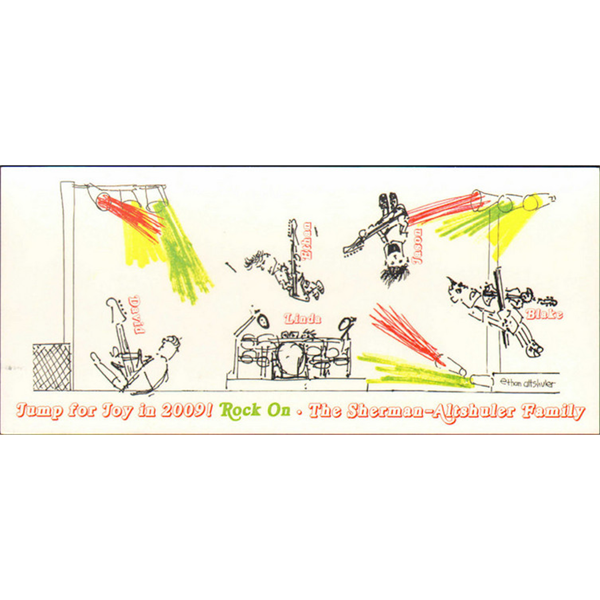 Ethan
Jason
David
Linda
Blake
ethan altshuler
Jump for Joy in 2009! Rock On • The Sherman-Altshuler Family